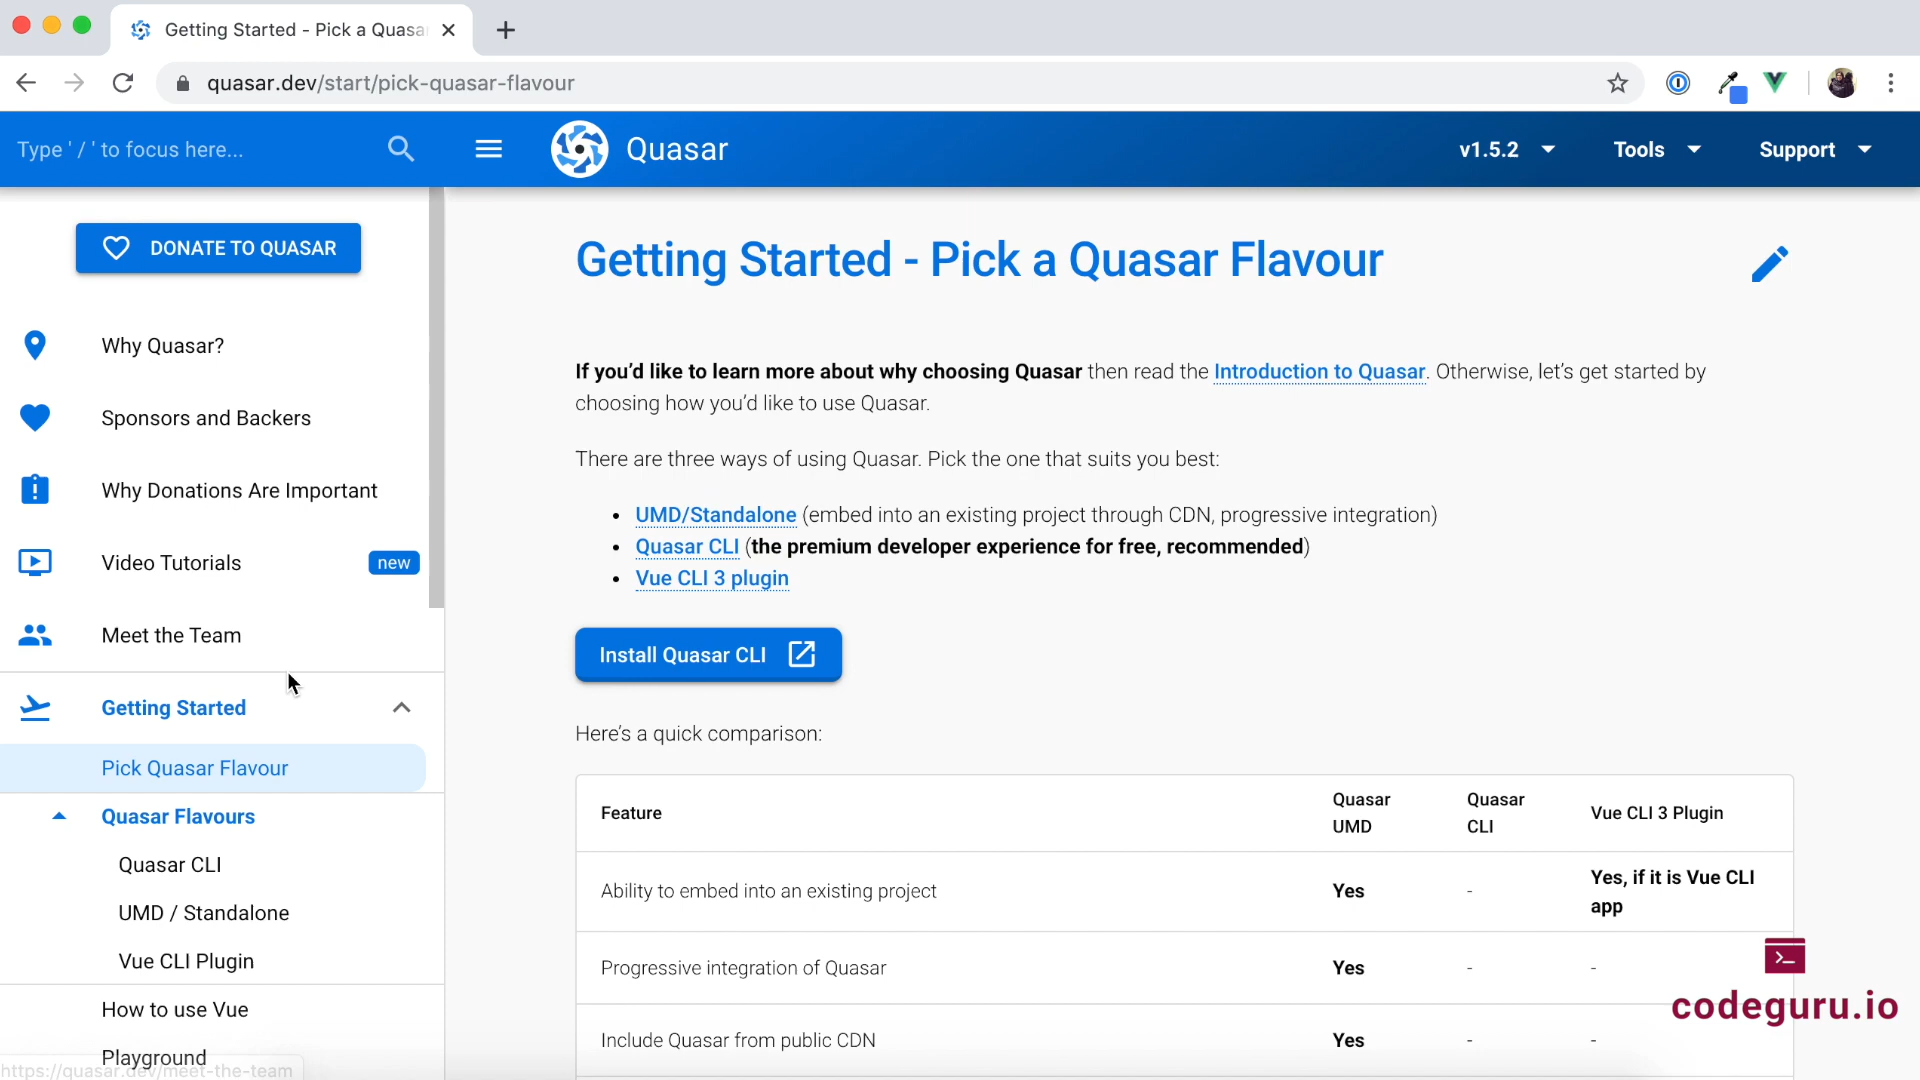 Getting Started - Pick a Quasa
quasar.dev/start/pick-quasar-flavour
Type ' / ' to focus here...
Quasar
v1.5.2
Tools
Support
DONATE TO QUASAR
Why Quasar?
Sponsors and Backers
Why Donations Are Important
Video Tutorials
new
Meet the Team
Getting Started
Pick Quasar Flavour
Quasar Flavours
Quasar CLI
UMD / Standalone
Vue CLI Plugin
How to use Vue
Playground
https://quasar.dev/meet-the-team
Getting Started - Pick a Quasar Flavour
If you’d like to learn more about why choosing Quasar then read the Introduction to Quasar. Otherwise, let’s get started by
choosing how you’d like to use Quasar.
There are three ways of using Quasar. Pick the one that suits you best:
• UMD/Standalone (embed into an existing project through CDN, progressive integration)
• Quasar CLI (the premium developer experience for free, recommended)
• Vue CLI 3 plugin
Install Quasar CLI
Here’s a quick comparison:
Feature
Quasar
UMD
Quasar
CLI
Vue CLI 3 Plugin
Ability to embed into an existing project
Yes
-
Yes, if it is Vue CLI
app
Progressive integration of Quasar
Yes
-
-
Include Quasar from public CDN
Yes
-
-
codeguru.io